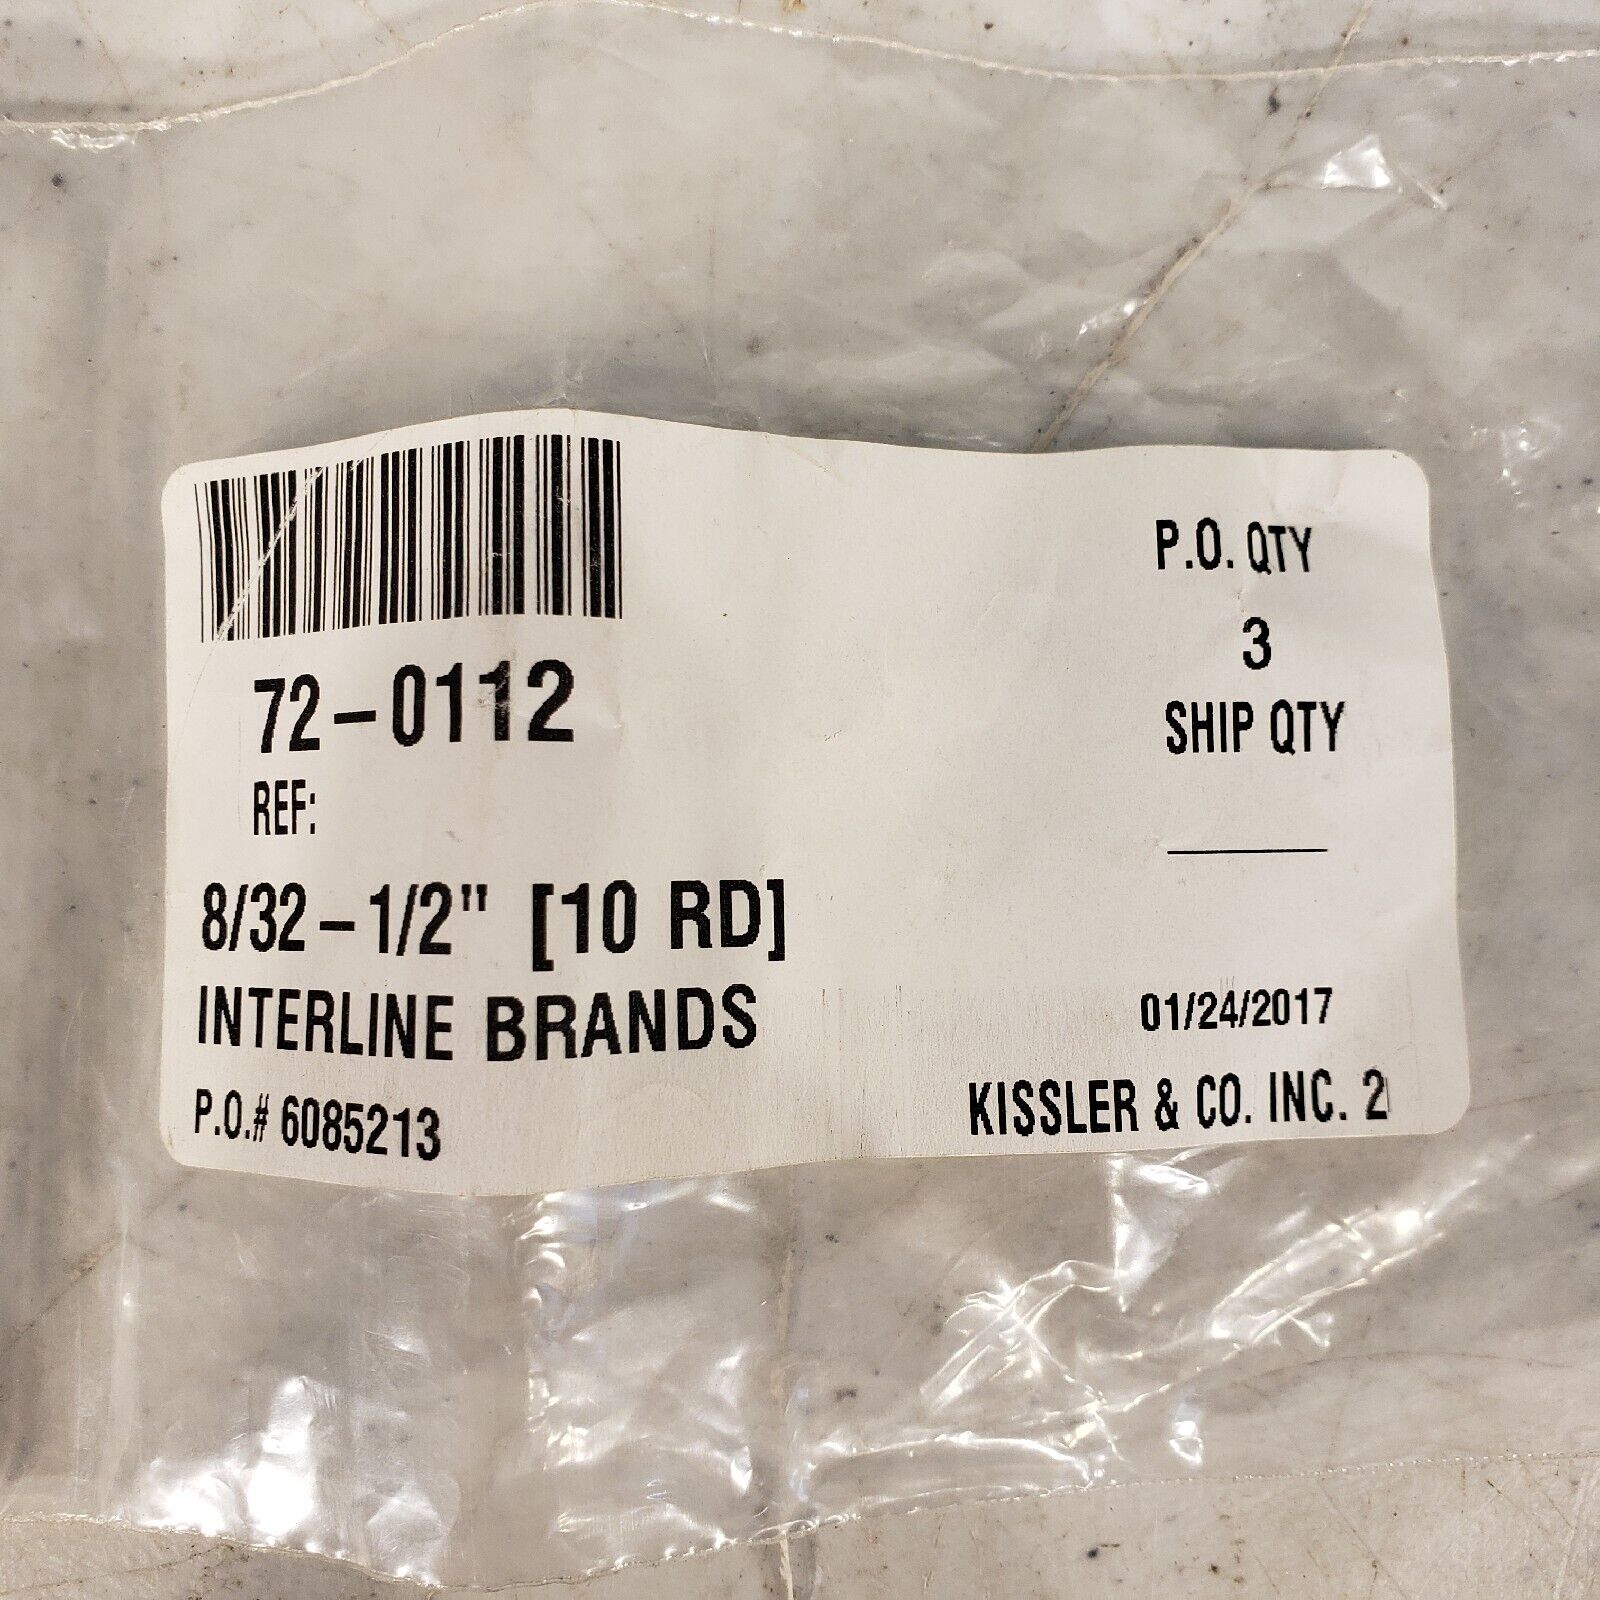 72-0112
REF:
8/32-1/2" [10 RD]
INTERLINE BRANDS
P.O.# 6085213
P.O. QTY
3
SHIP QTY
01/24/2017
KISSLER & CO. INC. 2